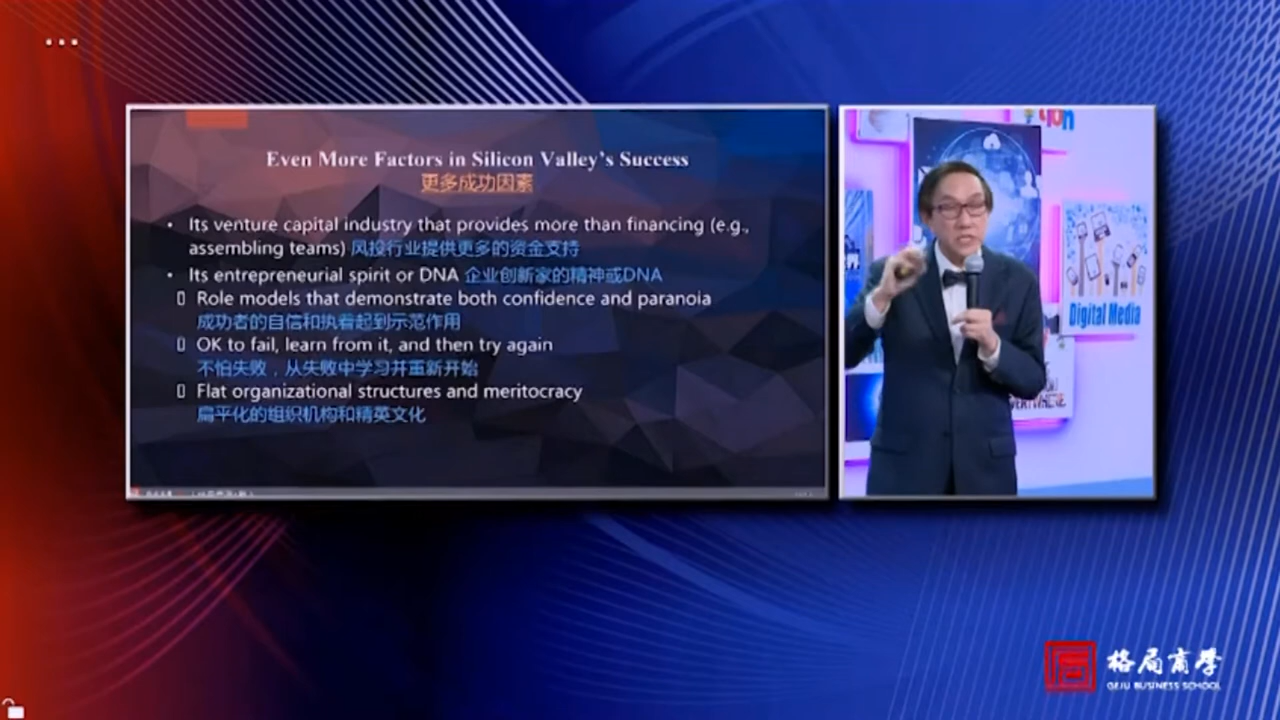 Even More Factors in Silicon Valley's Success
更多成功因素
• Its venture capital industry that provides more than financing (e.g.,
assembling teams) 风投行业提供更多的资金支持
• Its entrepreneurial spirit or DNA 企业创新家的精神或DNA
Role models that demonstrate both confidence and paranoia
成功者的自信和执着起到示范作用
OK to fail, learn from it, and then try again
不怕失败，从失败中学习并重新开始
Flat organizational structures and meritocracy
扁平化的组织机构和精英文化
Digital Media
格局商学
GEJU BUSINESS SCHOOL